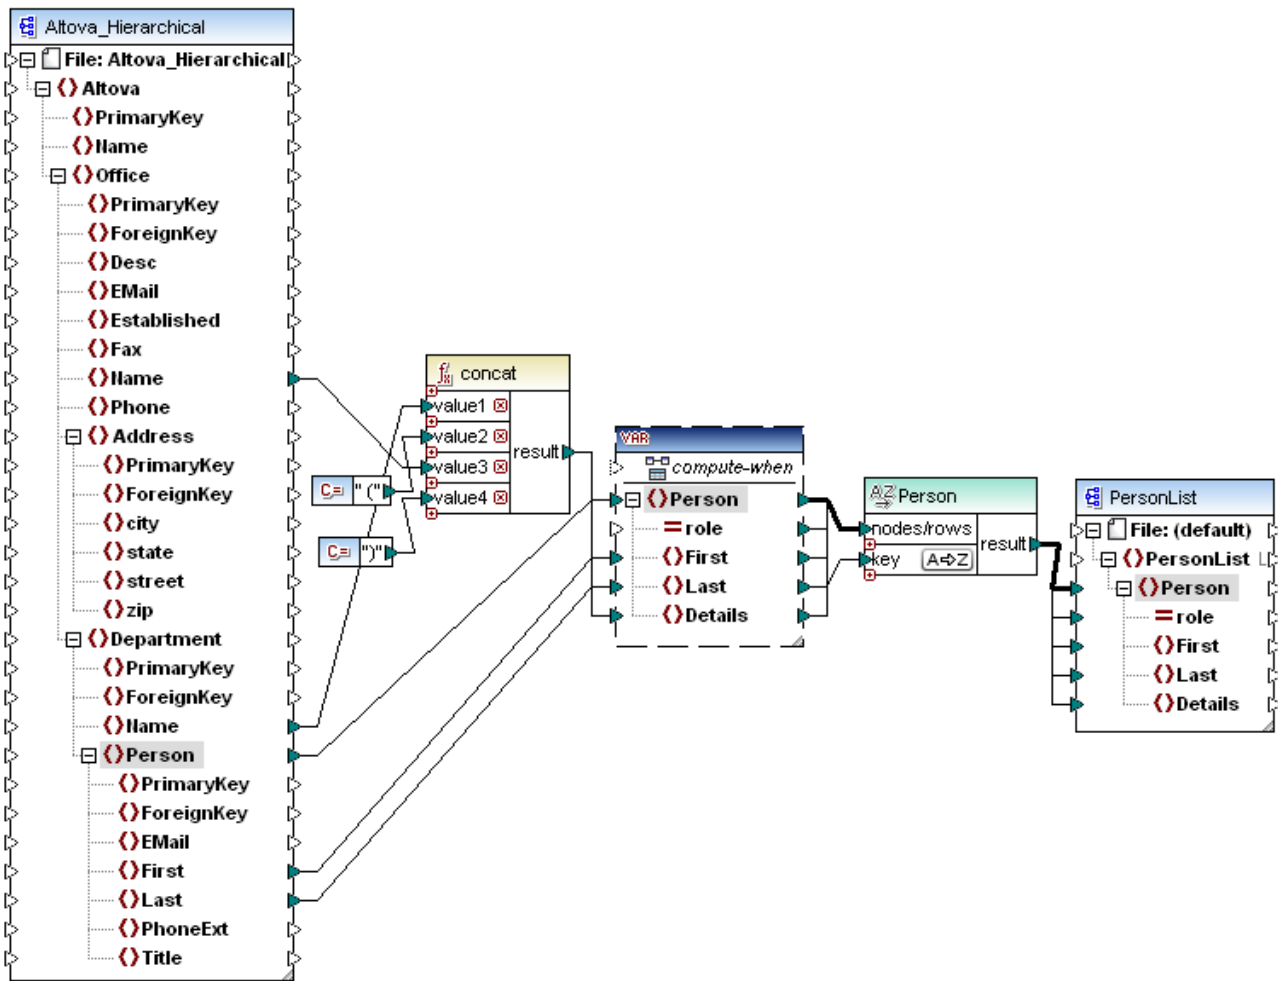 Altova_Hierarchical
File: Altova_Hierarchical
Altova
PrimaryKey
Name
Office
PrimaryKey
ForeignKey
Desc
EMail
Established
Fax
Name
Phone
Address
PrimaryKey
ForeignKey
city
state
street
zip
Department
PrimaryKey
ForeignKey
Name
Person
PrimaryKey
ForeignKey
EMail
First
Last
PhoneExt
Title
C= " ("
C= ")"
fx concat
value1
value2
value3
value4
result
VAR
compute-when
Person
role
First
Last
Details
AZ Person
nodes/rows
key A⇨Z
result
PersonList
File: (default)
PersonList
Person
role
First
Last
Details